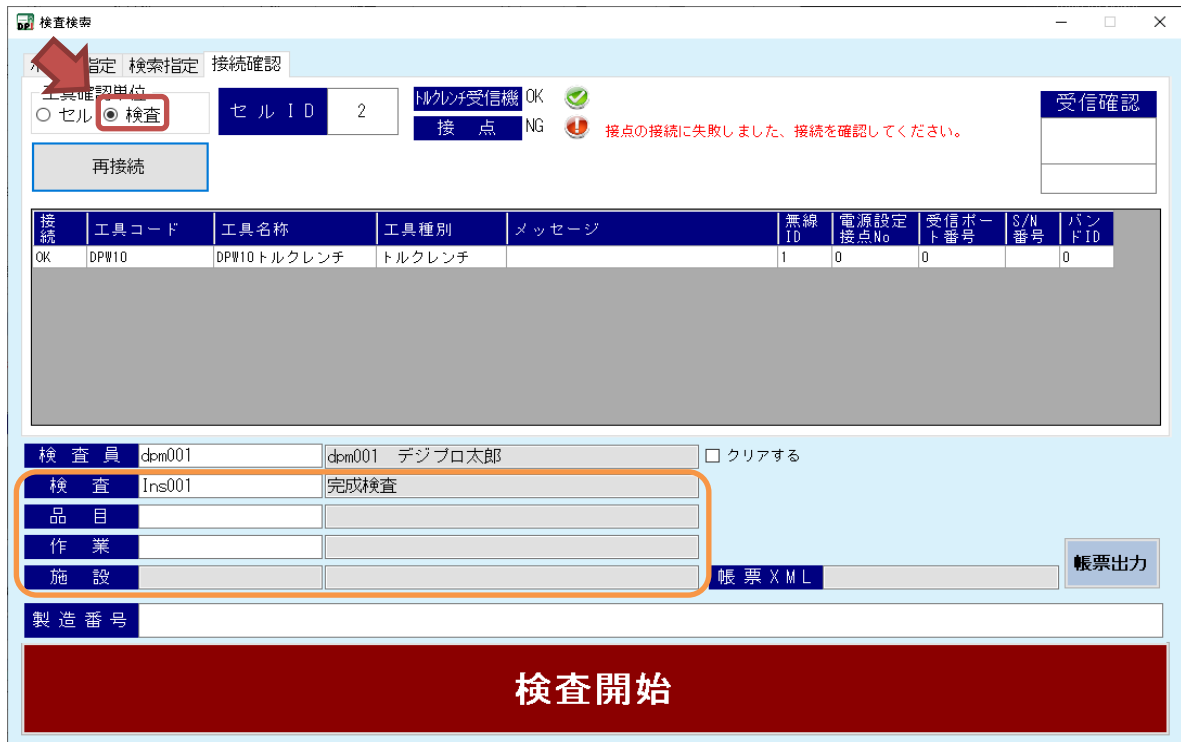 検査検索
指定 検索指定 接続確認
工具確認単位
セル 検査
セルID 2
ﾄﾙｸﾚﾝﾁ受信機 OK
接点 NG 接点の接続に失敗しました、接続を確認してください。
受信確認
再接続
接続 工具コード 工具名称 工具種別 メッセージ 無線ID 電源設定接点No 受信ポート番号 S/N番号 バンドID
OK DPW10 DPW10トルクレンチ トルクレンチ 1 0 0 0
検査員 dpm001 dpm001 デジプロ太郎 クリアする
検査 Ins001 完成検査
品目
作業
施設 帳票XML
帳票出力
製造番号
検査開始